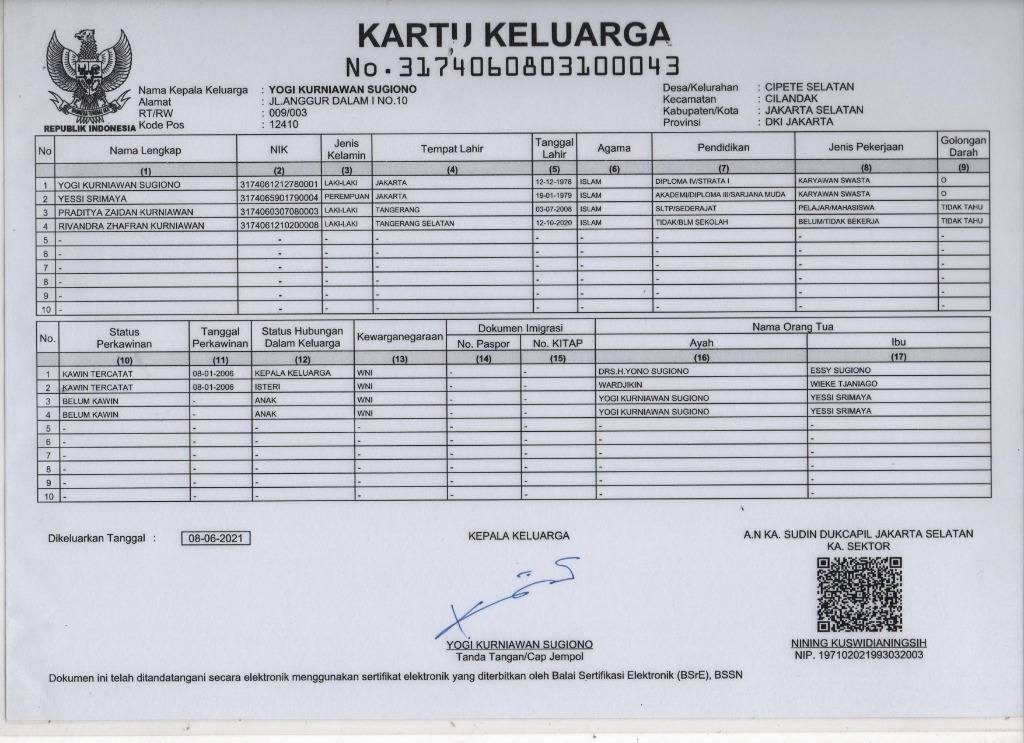 KARTU KELUARGA
No. 3174060803100043
REPUBLIK INDONESIA
Nama Kepala Keluarga : YOGI KURNIAWAN SUGIONO
Alamat : JL.ANGGUR DALAM I NO.10
RT/RW : 009/003
Kode Pos : 12410
Desa/Kelurahan : CIPETE SELATAN
Kecamatan : CILANDAK
Kabupaten/Kota : JAKARTA SELATAN
Provinsi : DKI JAKARTA
No Nama Lengkap NIK Jenis Kelamin Tempat Lahir Tanggal Lahir Agama Pendidikan Jenis Pekerjaan Golongan Darah
(1) (2) (3) (4) (5) (6) (7) (8) (9)
1 YOGI KURNIAWAN SUGIONO 3174061212780001 LAKI-LAKI JAKARTA 12-12-1978 ISLAM DIPLOMA IV/STRATA I KARYAWAN SWASTA O
2 YESSI SRIMAYA 3174065901790004 PEREMPUAN JAKARTA 19-01-1979 ISLAM AKADEMI/DIPLOMA III/SARJANA MUDA KARYAWAN SWASTA O
3 PRADITYA ZAIDAN KURNIAWAN 3174060307080003 LAKI-LAKI TANGERANG 03-07-2008 ISLAM SLTP/SEDERAJAT PELAJAR/MAHASISWA TIDAK TAHU
4 RIVANDRA ZHAFRAN KURNIAWAN 3174061210200008 LAKI-LAKI TANGERANG SELATAN 12-10-2020 ISLAM TIDAK/BLM SEKOLAH BELUM/TIDAK BEKERJA TIDAK TAHU
5 - - - - - - - - -
6 - - - - - - - - -
7 - - - - - - - - -
8 - - - - - - - - -
9 - - - - - - - - -
10 - - - - - - - - -
No. Status Perkawinan Tanggal Perkawinan Status Hubungan Dalam Keluarga Kewarganegaraan Dokumen Imigrasi Nama Orang Tua
No. Paspor No. KITAP Ayah Ibu
(10) (11) (12) (13) (14) (15) (16) (17)
1 KAWIN TERCATAT 08-01-2006 KEPALA KELUARGA WNI - - DRS.H.YONO SUGIONO ESSY SUGIONO
2 KAWIN TERCATAT 08-01-2006 ISTERI WNI - - WARDJIKIN WIEKE TJANIAGO
3 BELUM KAWIN - ANAK WNI - - YOGI KURNIAWAN SUGIONO YESSI SRIMAYA
4 BELUM KAWIN - ANAK WNI - - YOGI KURNIAWAN SUGIONO YESSI SRIMAYA
5 - - - - - - - -
6 - - - - - - - -
7 - - - - - - - -
8 - - - - - - - -
9 - - - - - - - -
10 - - - - - - - -
Dikeluarkan Tanggal : 08-06-2021
KEPALA KELUARGA
YOGI KURNIAWAN SUGIONO
Tanda Tangan/Cap Jempol
A.N KA. SUDIN DUKCAPIL JAKARTA SELATAN
KA. SEKTOR
NINING KUSWIDIANINGSIH
NIP. 197102021993032003
Dokumen ini telah ditandatangani secara elektronik menggunakan sertifikat elektronik yang diterbitkan oleh Balai Sertifikasi Elektronik (BSrE), BSSN